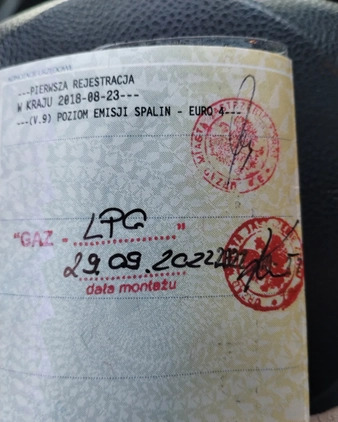 ---PIERWSZA REJESTRACJA
W KRAJU 2018-08-23---
---(V.9) POZIOM EMISJI SPALIN - EURO 4---
"GAZ - LPG"
29.09.2022
data montażu